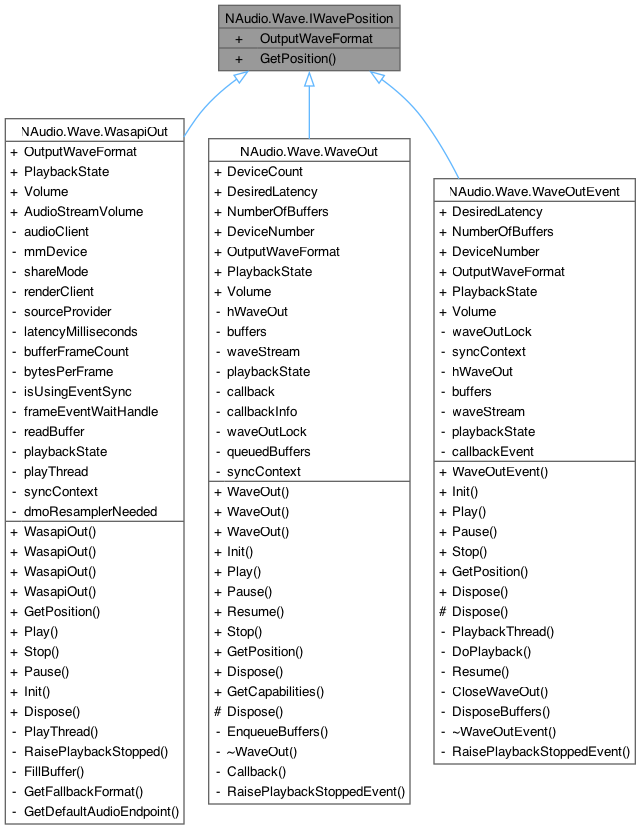 NAudio.Wave.IWavePosition
+ OutputWaveFormat
+ GetPosition()
NAudio.Wave.WasapiOut
+ OutputWaveFormat
+ PlaybackState
+ Volume
+ AudioStreamVolume
- audioClient
- mmDevice
- shareMode
- renderClient
- sourceProvider
- latencyMilliseconds
- bufferFrameCount
- bytesPerFrame
- isUsingEventSync
- frameEventWaitHandle
- readBuffer
- playbackState
- playThread
- syncContext
- dmoResamplerNeeded
+ WasapiOut()
+ WasapiOut()
+ WasapiOut()
+ WasapiOut()
+ GetPosition()
+ Play()
+ Stop()
+ Pause()
+ Init()
+ Dispose()
- PlayThread()
- RaisePlaybackStopped()
- FillBuffer()
- GetFallbackFormat()
- GetDefaultAudioEndpoint()
NAudio.Wave.WaveOut
+ DeviceCount
+ DesiredLatency
+ NumberOfBuffers
+ DeviceNumber
+ OutputWaveFormat
+ PlaybackState
+ Volume
- hWaveOut
- buffers
- waveStream
- playbackState
- callback
- callbackInfo
- waveOutLock
- queuedBuffers
- syncContext
+ WaveOut()
+ WaveOut()
+ WaveOut()
+ Init()
+ Play()
+ Pause()
+ Resume()
+ Stop()
+ GetPosition()
+ Dispose()
+ GetCapabilities()
# Dispose()
- EnqueueBuffers()
- ~WaveOut()
- Callback()
- RaisePlaybackStoppedEvent()
NAudio.Wave.WaveOutEvent
+ DesiredLatency
+ NumberOfBuffers
+ DeviceNumber
+ OutputWaveFormat
+ PlaybackState
+ Volume
- waveOutLock
- syncContext
- hWaveOut
- buffers
- waveStream
- playbackState
- callbackEvent
+ WaveOutEvent()
+ Init()
+ Play()
+ Pause()
+ Stop()
+ GetPosition()
+ Dispose()
# Dispose()
- PlaybackThread()
- DoPlayback()
- Resume()
- CloseWaveOut()
- DisposeBuffers()
- ~WaveOutEvent()
- RaisePlaybackStoppedEvent()